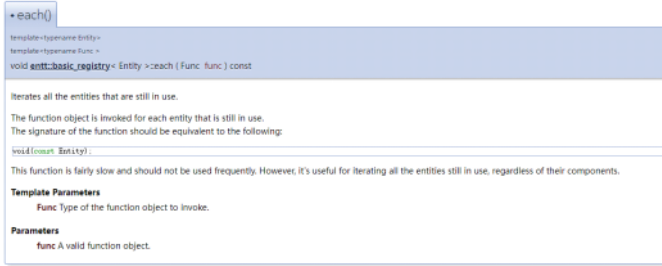 • each()
template<typename Entity>
template<typename Func >
void entt::basic_registry< Entity >::each ( Func func ) const
Iterates all the entities that are still in use.
The function object is invoked for each entity that is still in use.
The signature of the function should be equivalent to the following:
void(const Entity);
This function is fairly slow and should not be used frequently. However, it's useful for iterating all the entities still in use, regardless of their components.
Template Parameters
Func Type of the function object to invoke.
Parameters
func A valid function object.